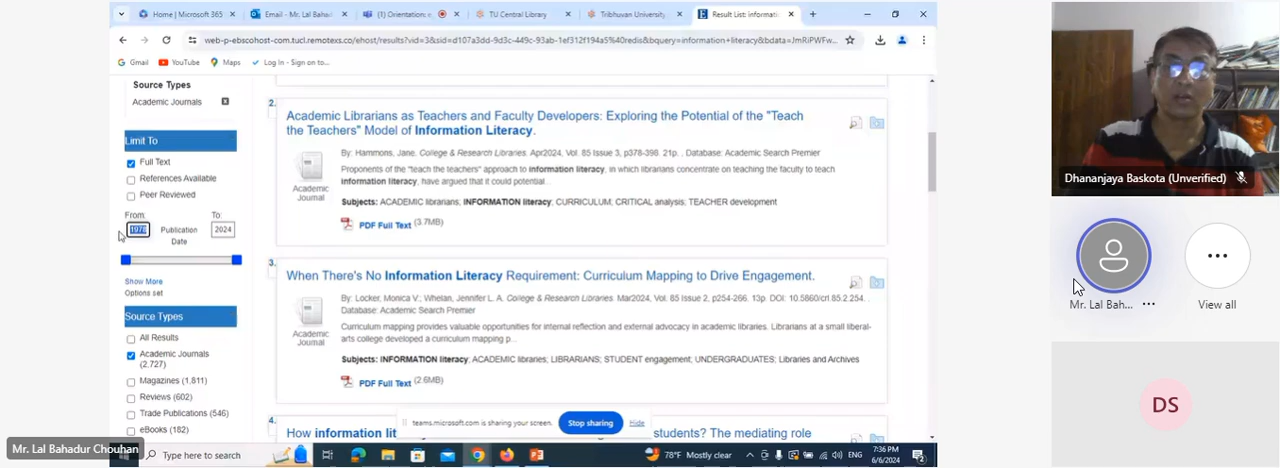 Home | Microsoft 365
Email - Mr. Lal Bahad
(1) Orientation:
TU Central Library
Tribhuvan University
Result List: informati
web-p-ebscohost-com.tucl.remotexs.co/ehost/results?vid=3&sid=d107a3dd-9d3c-449c-93ab-1ef312f194a5%40redis&bquery=information+literacy&bdata=JmRiPWFw...
Gmail
YouTube
Maps
Log In - Sign on to...
Source Types
Academic Journals
Limit To
Full Text
References Available
Peer Reviewed
From:
To:
1978
Publication
Date
2024
Show More
Options set
Source Types
All Results
Academic Journals
(2,727)
Magazines (1,811)
Reviews (602)
Trade Publications (546)
eBooks (182)
2.
Academic Librarians as Teachers and Faculty Developers: Exploring the Potential of the "Teach
the Teachers" Model of Information Literacy.
By: Hammons, Jane. College & Research Libraries. Apr2024, Vol. 85 Issue 3, p378-398. 21p. , Database: Academic Search Premier
Proponents of the "teach the teachers" approach to information literacy, in which librarians concentrate on teaching the faculty to teach
information literacy, have argued that it could potential...
Academic
Journal
Subjects: ACADEMIC librarians; INFORMATION literacy; CURRICULUM; CRITICAL analysis; TEACHER development
PDF Full Text (3.7MB)
3.
When There's No Information Literacy Requirement: Curriculum Mapping to Drive Engagement.
By: Locker, Monica V.; Whelan, Jennifer L. A. College & Research Libraries. Mar2024, Vol. 85 Issue 2, p254-266. 13p. DOI: 10.5860/crl.85.2.254. ,
Database: Academic Search Premier
Curriculum mapping provides valuable opportunities for internal reflection and external advocacy in academic libraries. Librarians at a small liberal-
arts college developed a curriculum mapping p...
Academic
Journal
Subjects: INFORMATION literacy; ACADEMIC libraries; LIBRARIANS; STUDENT engagement; UNDERGRADUATES; Libraries and Archives
PDF Full Text (2.6MB)
4.
How information lit
students? The mediating role
teams.microsoft.com is sharing your screen.
Stop sharing
Hide
Type here to search
78°F Mostly clear
ENG
7:36 PM
6/6/2024
2
Mr. Lal Bahadur Chouhan
Dhananjaya Baskota (Unverified)
Mr. Lal Bah...
View all
DS